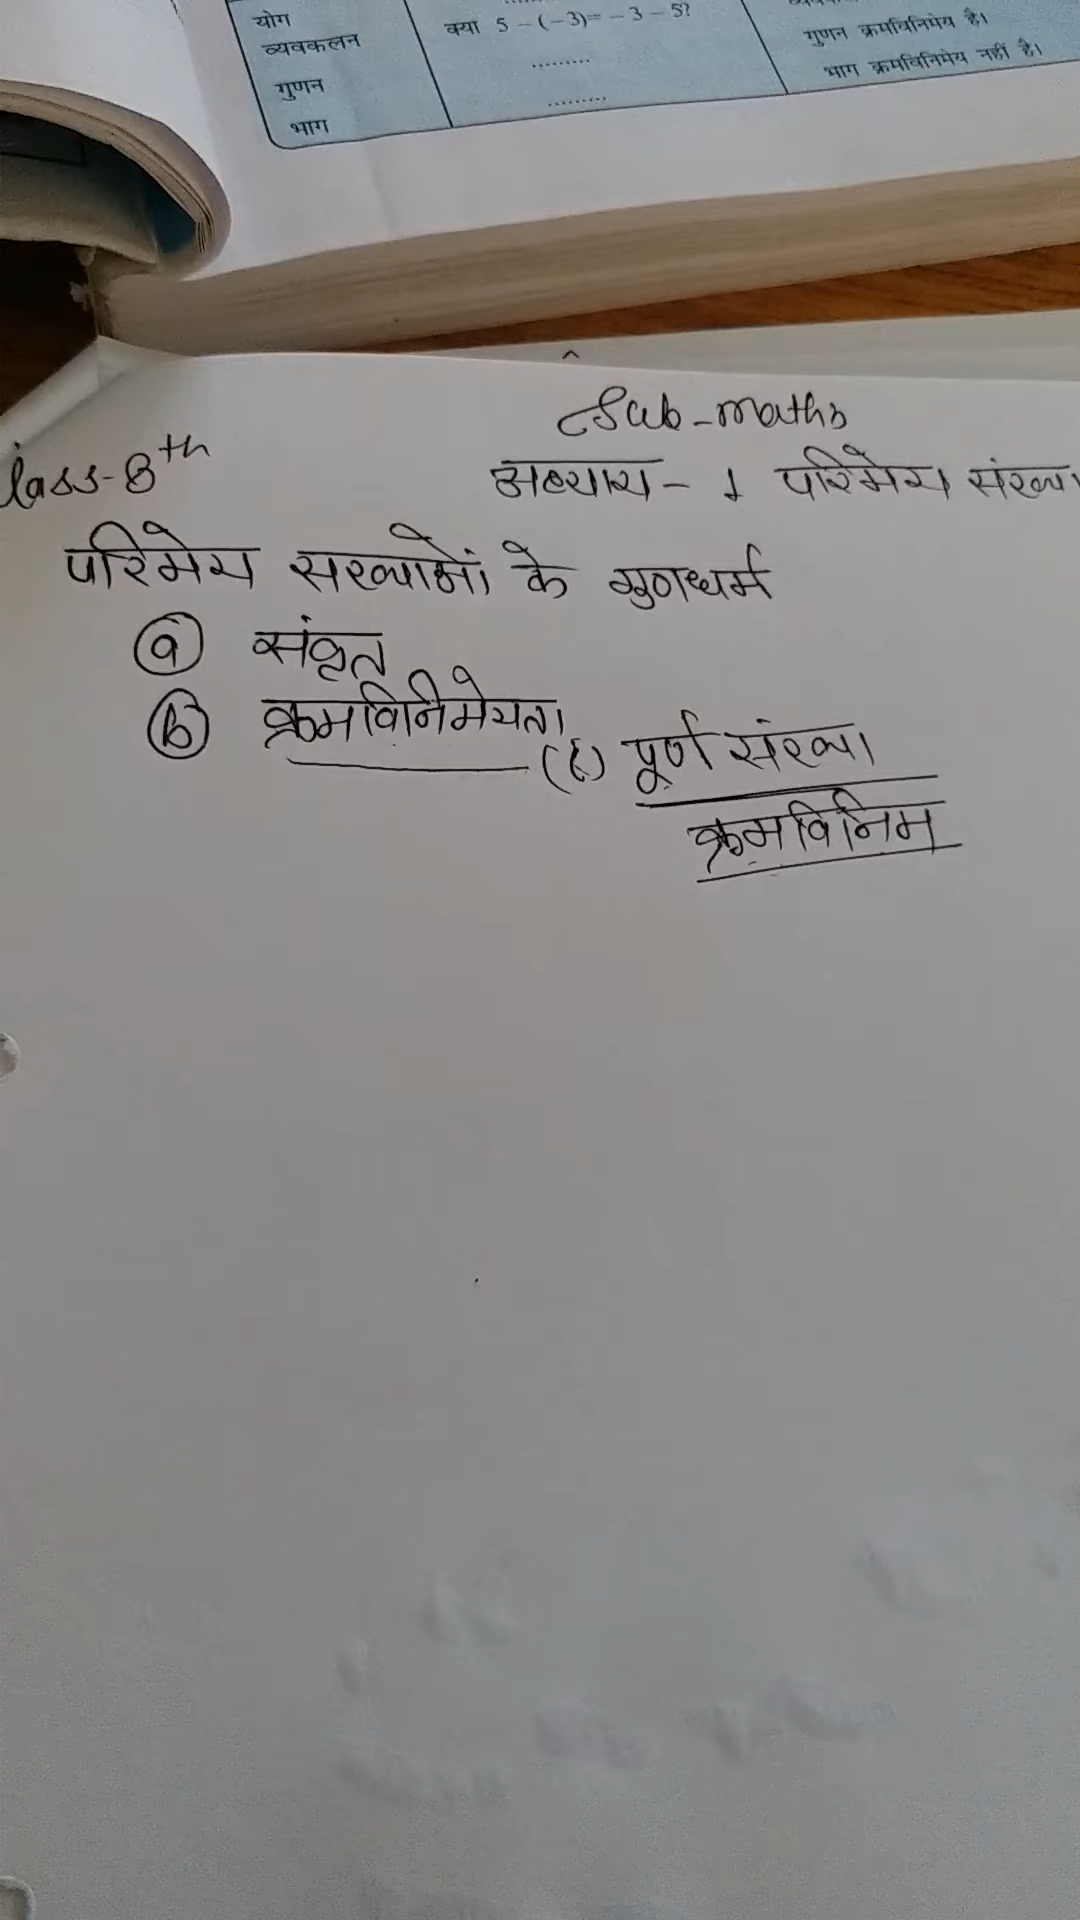 योग
व्यवकलन
गुणन
भाग
क्या 5 – (–3) = – 3 – 5?
.........
.........
गुणन क्रमविनिमेय है।
भाग क्रमविनिमेय नहीं है।
Sub - maths
lass - 8th
अध्याय - 1 परिमेय संख्या
परिमेय सख्याओं के गुणधर्म
(a) संवृत
(b) क्रमविनिमेयता
(i) पूर्ण संख्या
क्रमविनिम